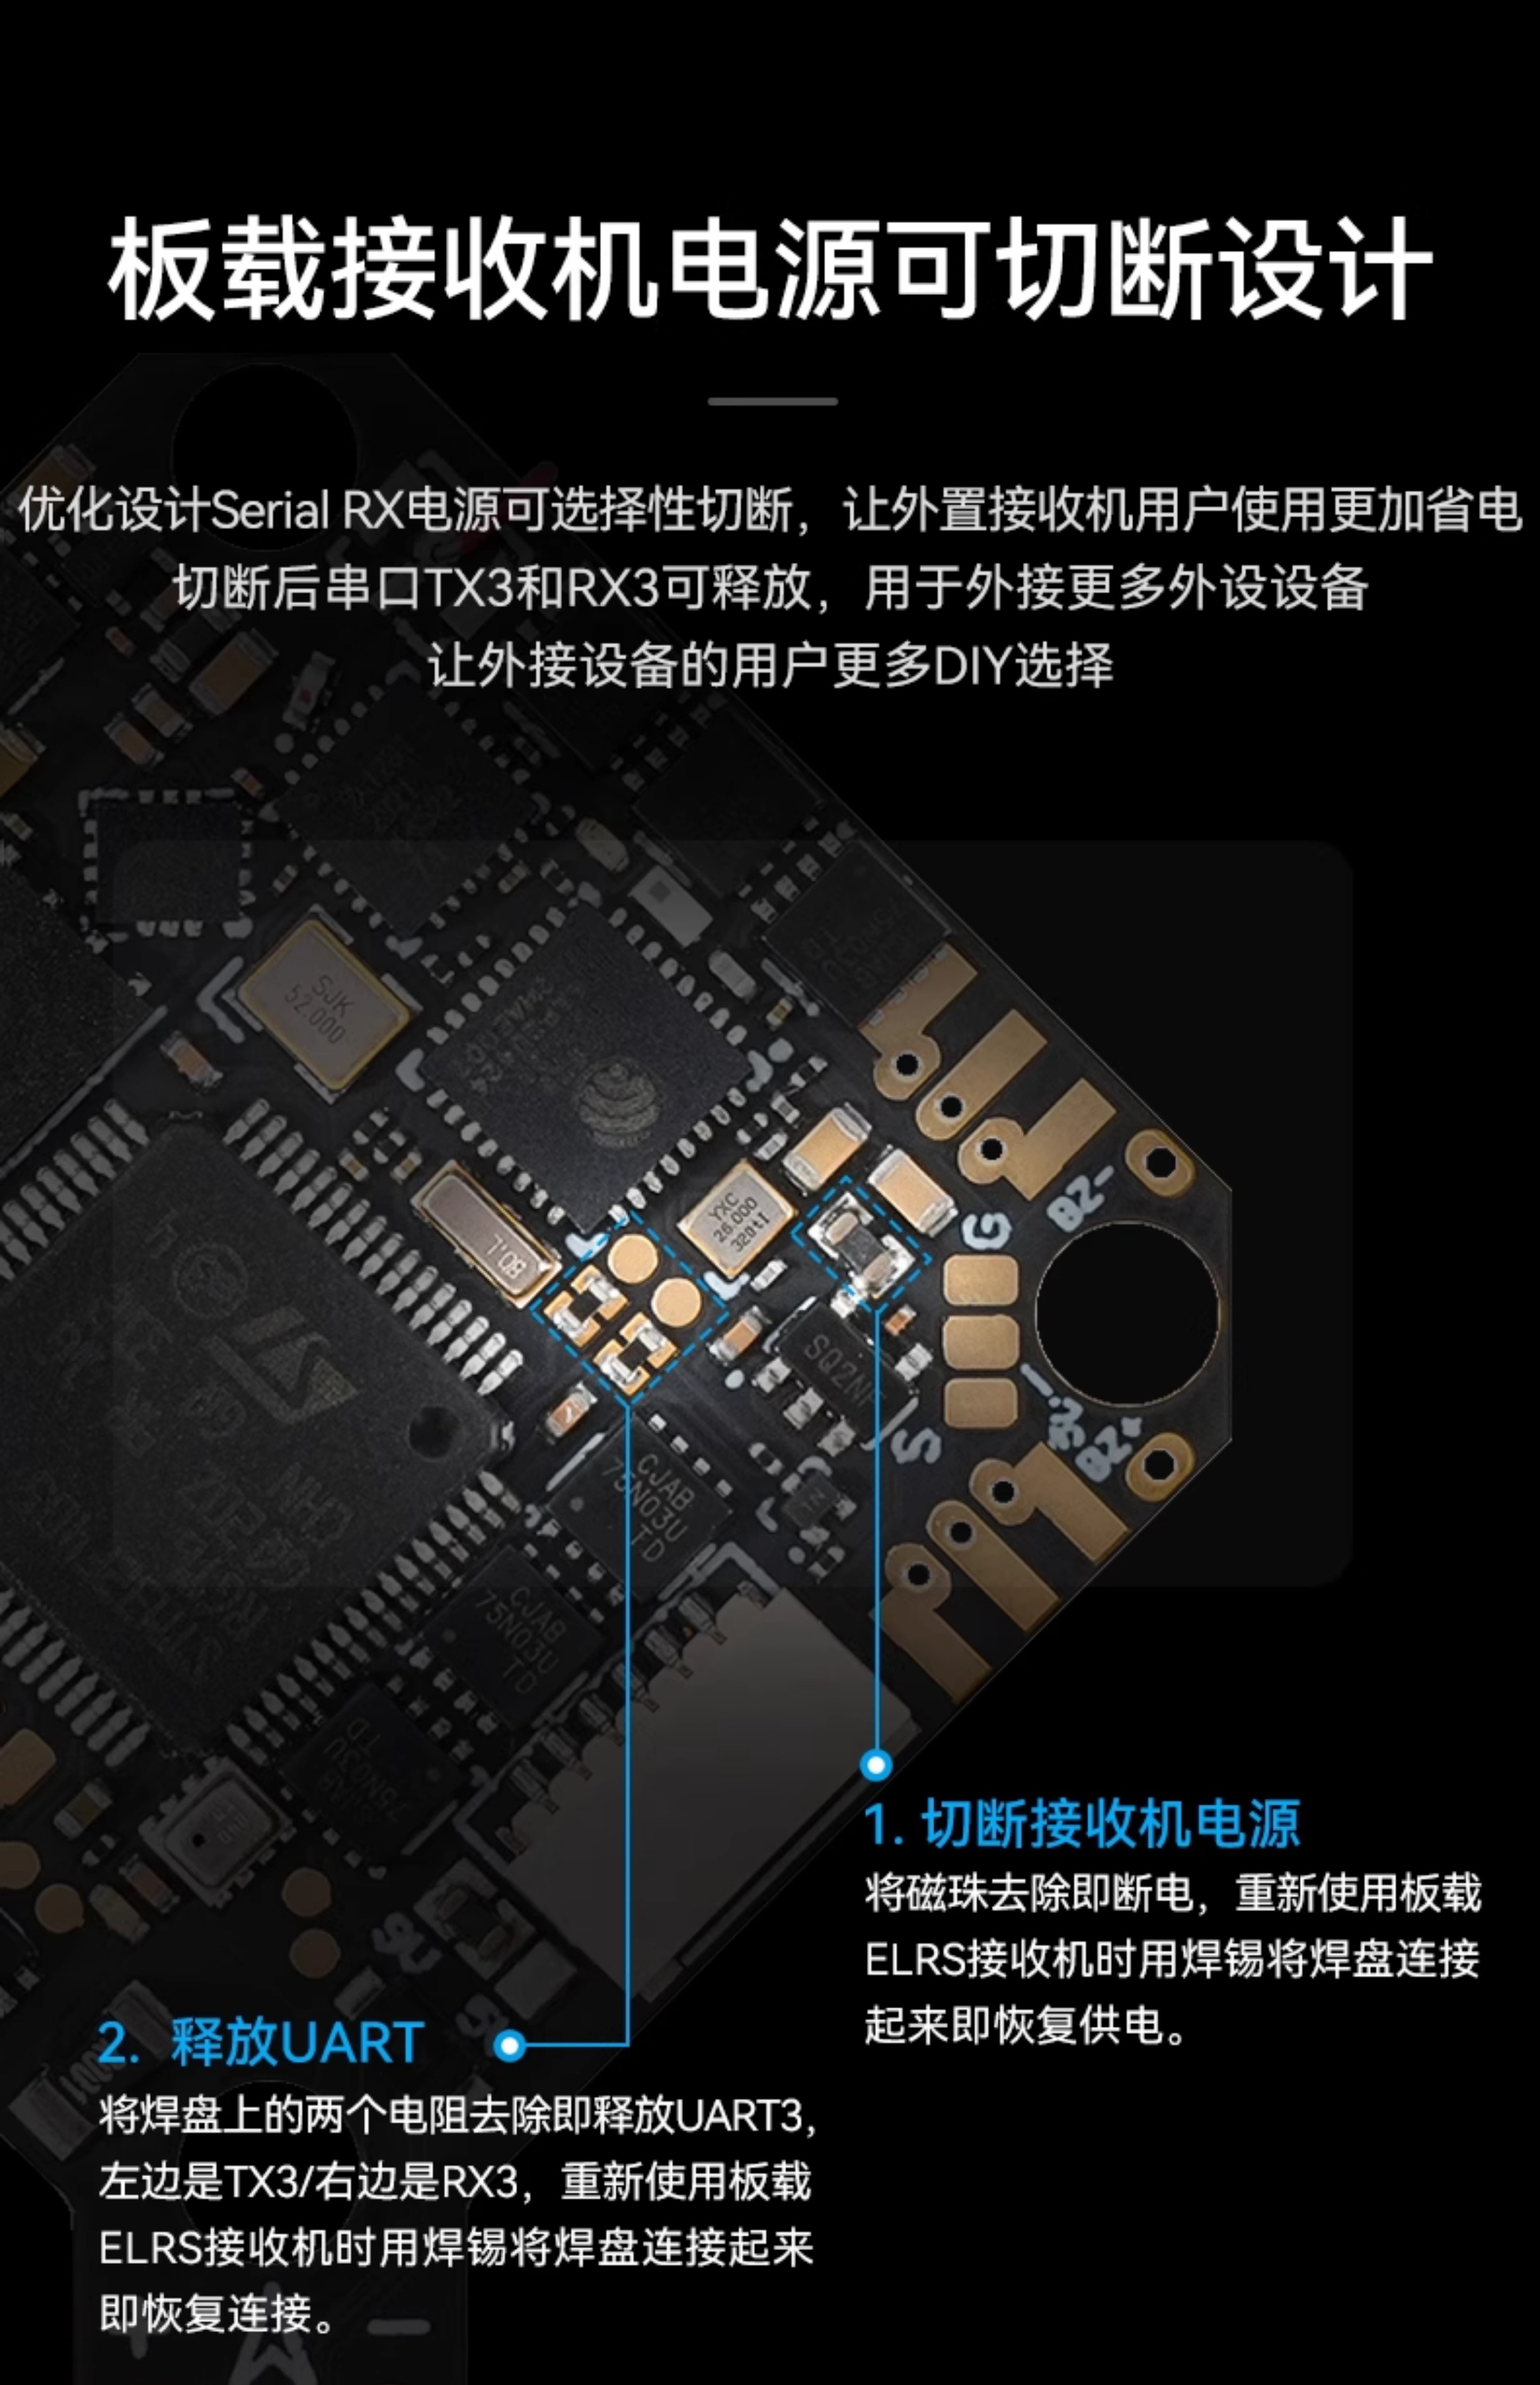 板载接收机电源可切断设计
优化设计Serial RX电源可选择性切断，让外置接收机用户使用更加省电
切断后串口TX3和RX3可释放，用于外接更多外设设备
让外接设备的用户更多DIY选择
SJK
52.000
YXC
26.000
320t1
G
BZ-
SQ2N
S
BZ+
CJAB
75N03U
TD
CJAB
75N03U
TD
1. 切断接收机电源
将磁珠去除即断电，重新使用板载
ELRS接收机时用焊锡将焊盘连接
起来即恢复供电。
2. 释放UART
将焊盘上的两个电阻去除即释放UART3，
左边是TX3/右边是RX3，重新使用板载
ELRS接收机时用焊锡将焊盘连接起来
即恢复连接。